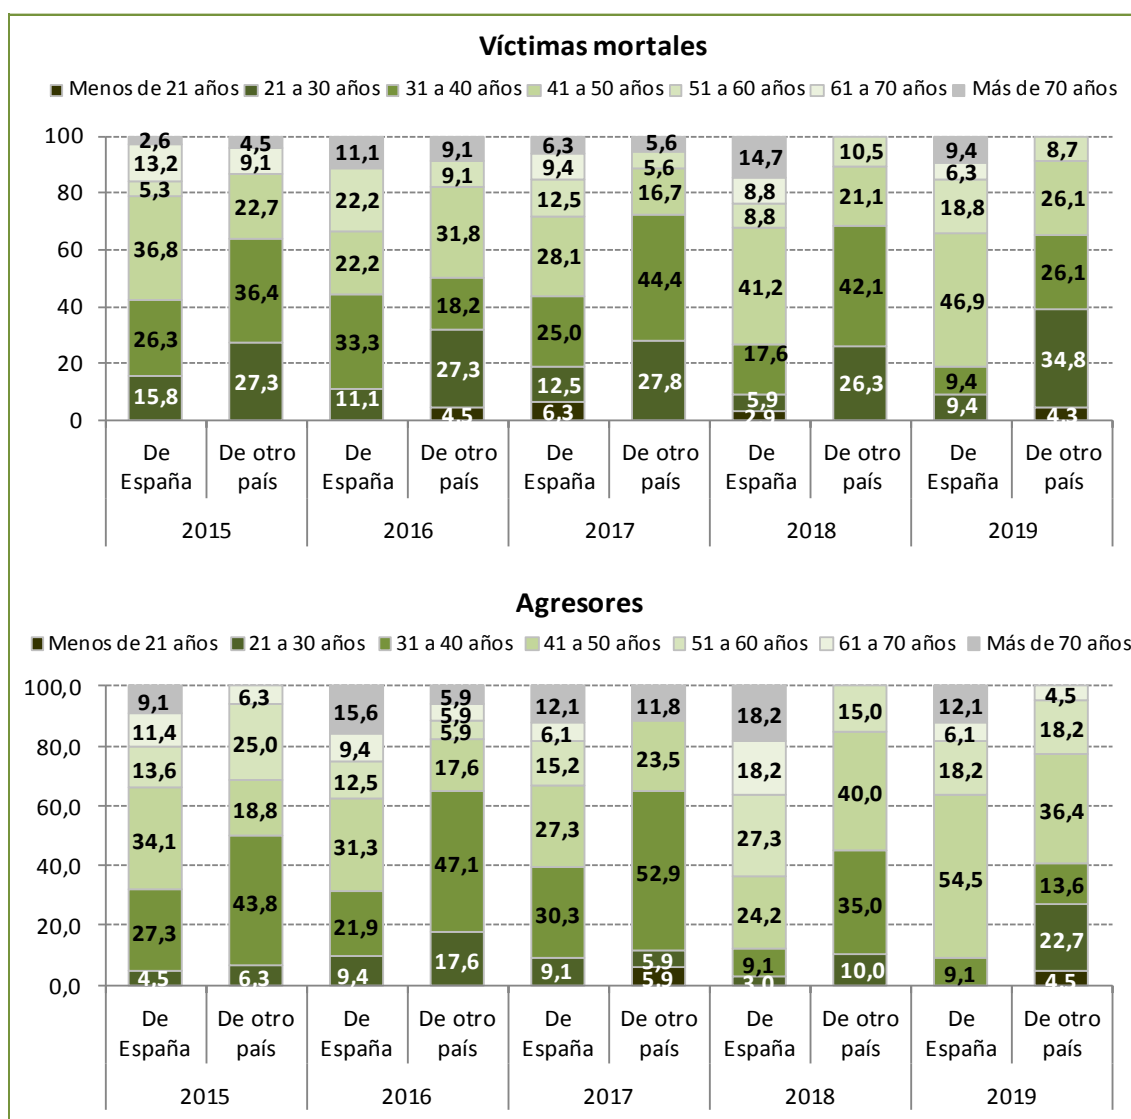 Víctimas mortales
Menos de 21 años 21 a 30 años 31 a 40 años 41 a 50 años 51 a 60 años 61 a 70 años Más de 70 años
100
80
60
40
20
0
15,8 26,3 36,8 5,3 13,2 2,6
27,3 36,4 22,7 9,1 4,5
11,1 33,3 22,2 22,2 11,1
4,5 27,3 18,2 31,8 9,1 9,1
6,3 12,5 25,0 28,1 12,5 9,4 6,3
27,8 44,4 16,7 5,6 5,6
2,9 5,9 17,6 41,2 8,8 8,8 14,7
26,3 42,1 21,1 10,5
9,4 9,4 46,9 18,8 6,3 9,4
4,3 34,8 26,1 26,1 8,7
De España De otro país De España De otro país De España De otro país De España De otro país De España De otro país
2015 2016 2017 2018 2019
Agresores
Menos de 21 años 21 a 30 años 31 a 40 años 41 a 50 años 51 a 60 años 61 a 70 años Más de 70 años
100,0
80,0
60,0
40,0
20,0
0,0
4,5 27,3 34,1 13,6 11,4 9,1
6,3 43,8 18,8 25,0 6,3
9,4 21,9 31,3 12,5 9,4 15,6
17,6 47,1 17,6 5,9 5,9 5,9
9,1 30,3 27,3 15,2 6,1 12,1
5,9 5,9 52,9 23,5 11,8
3,0 9,1 24,2 27,3 18,2 18,2
10,0 35,0 40,0 15,0
9,1 54,5 18,2 6,1 12,1
4,5 22,7 13,6 36,4 18,2 4,5
De España De otro país De España De otro país De España De otro país De España De otro país De España De otro país
2015 2016 2017 2018 2019